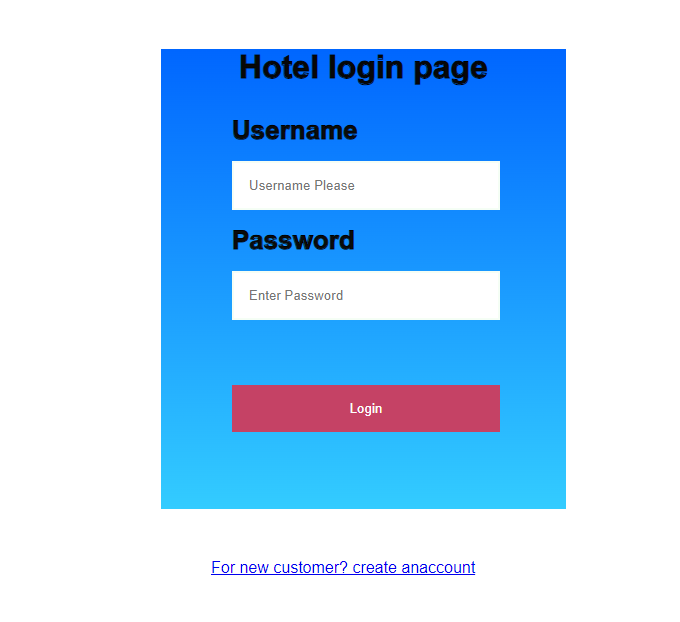 Hotel login page
Username
Username Please
Password
Enter Password
Login
For new customer? create anaccount